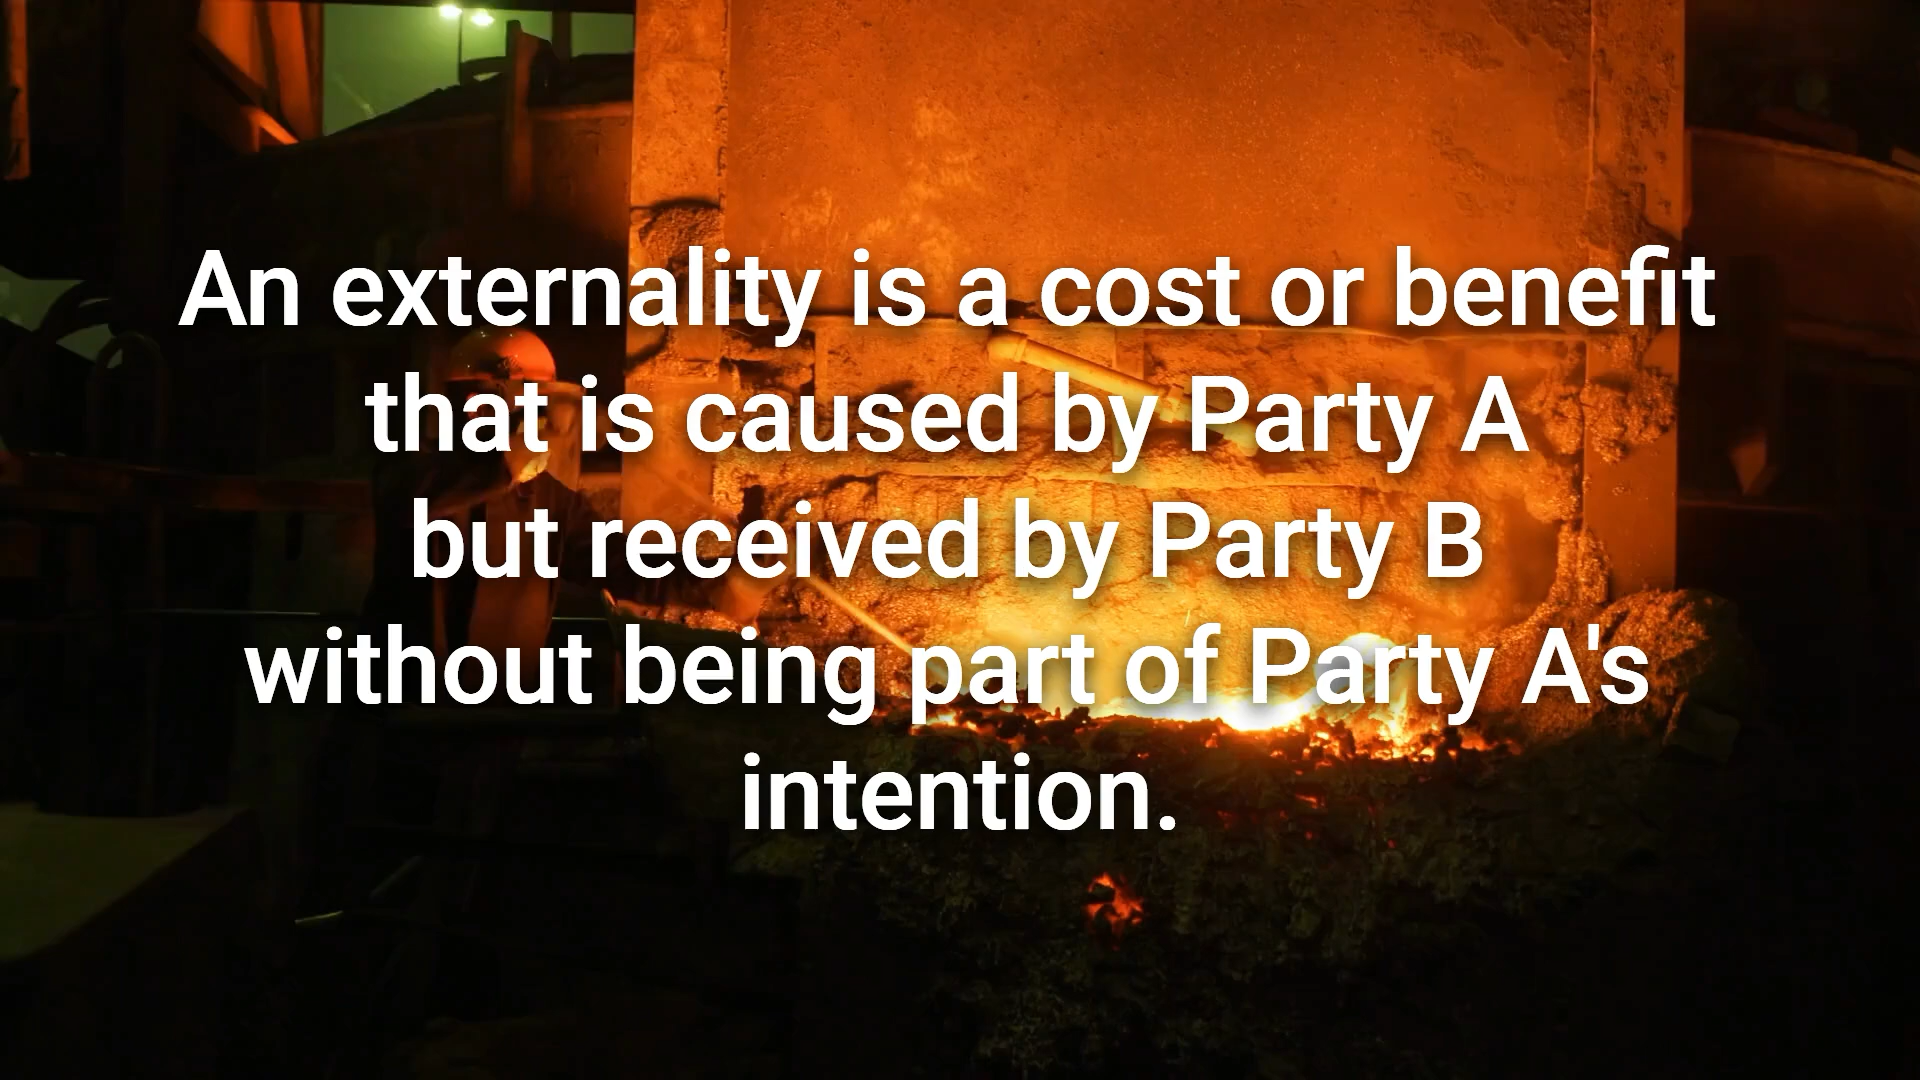 An externality is a cost or benefit
that is caused by Party A
but received by Party B
without being part of Party A's
intention.